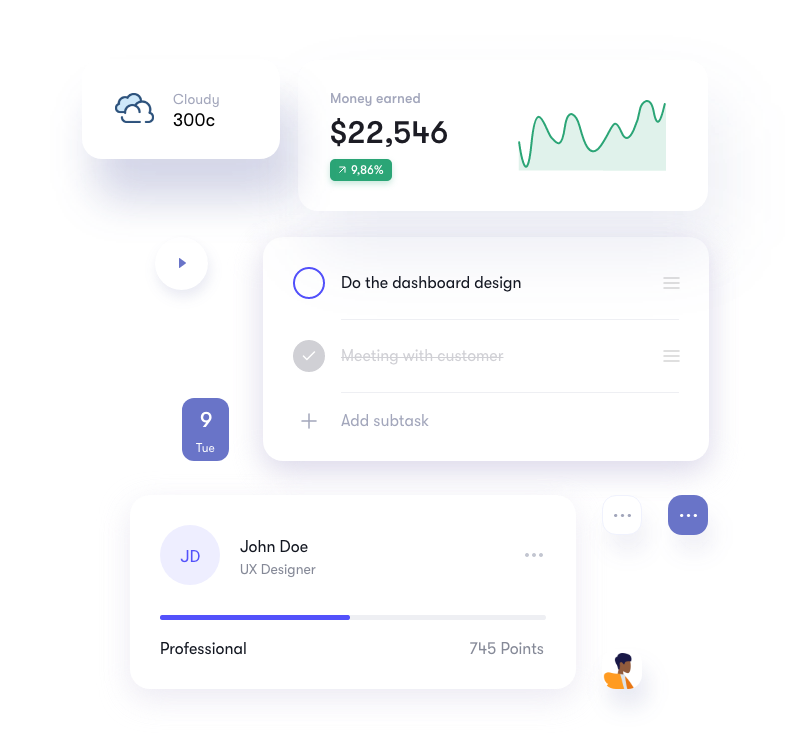 Cloudy
300c
Money earned
$22,546
9,86%
Do the dashboard design
Meeting with customer
Add subtask
9
Tue
JD
John Doe
UX Designer
Professional
745 Points